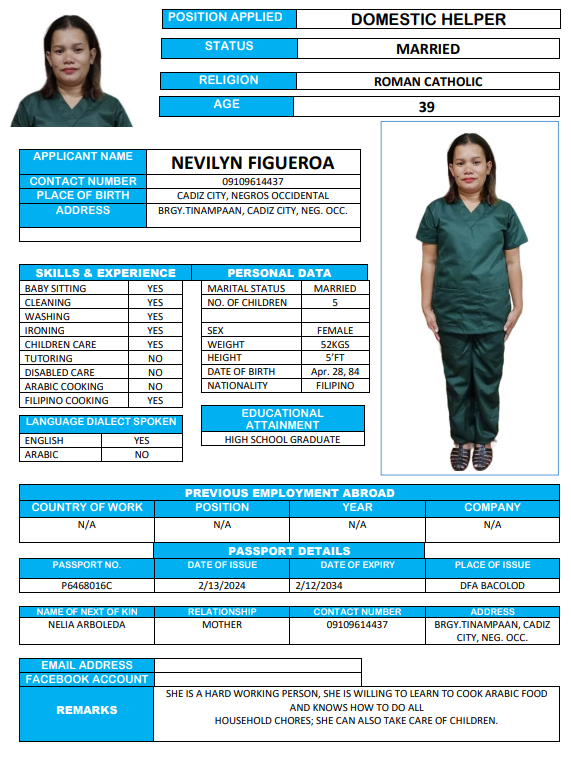 POSITION APPLIED DOMESTIC HELPER
STATUS MARRIED
RELIGION ROMAN CATHOLIC
AGE 39
APPLICANT NAME NEVILYN FIGUEROA
CONTACT NUMBER 09109614437
PLACE OF BIRTH CADIZ CITY, NEGROS OCCIDENTAL
ADDRESS BRGY.TINAMPAAN, CADIZ CITY, NEG. OCC.
SKILLS & EXPERIENCE
BABY SITTING YES
CLEANING YES
WASHING YES
IRONING YES
CHILDREN CARE YES
TUTORING NO
DISABLED CARE NO
ARABIC COOKING NO
FILIPINO COOKING YES
LANGUAGE DIALECT SPOKEN
ENGLISH YES
ARABIC NO
PERSONAL DATA
MARITAL STATUS MARRIED
NO. OF CHILDREN 5
SEX FEMALE
WEIGHT 52KGS
HEIGHT 5'FT
DATE OF BIRTH Apr. 28, 84
NATIONALITY FILIPINO
EDUCATIONAL
ATTAINMENT
HIGH SCHOOL GRADUATE
PREVIOUS EMPLOYMENT ABROAD
COUNTRY OF WORK POSITION YEAR COMPANY
N/A N/A N/A N/A
PASSPORT DETAILS
PASSPORT NO. DATE OF ISSUE DATE OF EXPIRY PLACE OF ISSUE
P6468016C 2/13/2024 2/12/2034 DFA BACOLOD
NAME OF NEXT OF KIN RELATIONSHIP CONTACT NUMBER ADDRESS
NELIA ARBOLEDA MOTHER 09109614437 BRGY.TINAMPAAN, CADIZ
CITY, NEG. OCC.
EMAIL ADDRESS
FACEBOOK ACCOUNT
REMARKS
SHE IS A HARD WORKING PERSON, SHE IS WILLING TO LEARN TO COOK ARABIC FOOD
AND KNOWS HOW TO DO ALL
HOUSEHOLD CHORES; SHE CAN ALSO TAKE CARE OF CHILDREN.